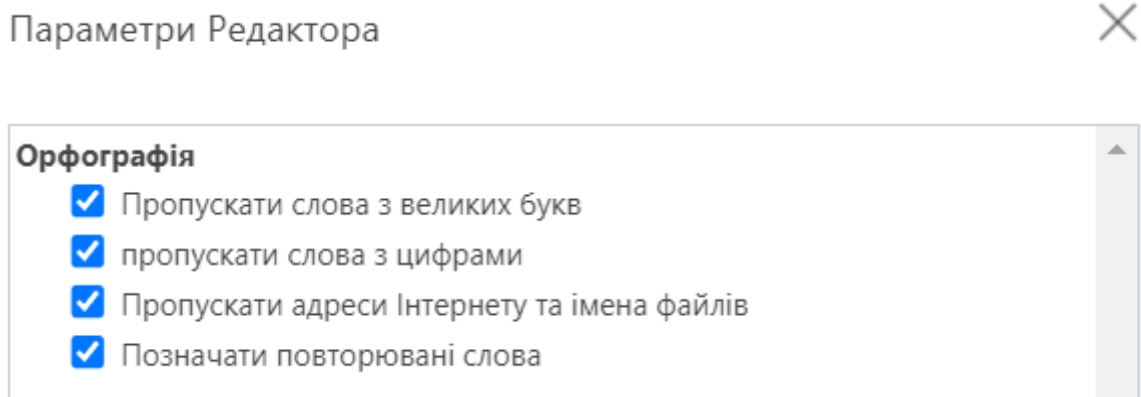 Параметри Редактора
Орфографія
Пропускати слова з великих букв
пропускати слова з цифрами
Пропускати адреси Інтернету та імена файлів
Позначати повторювані слова